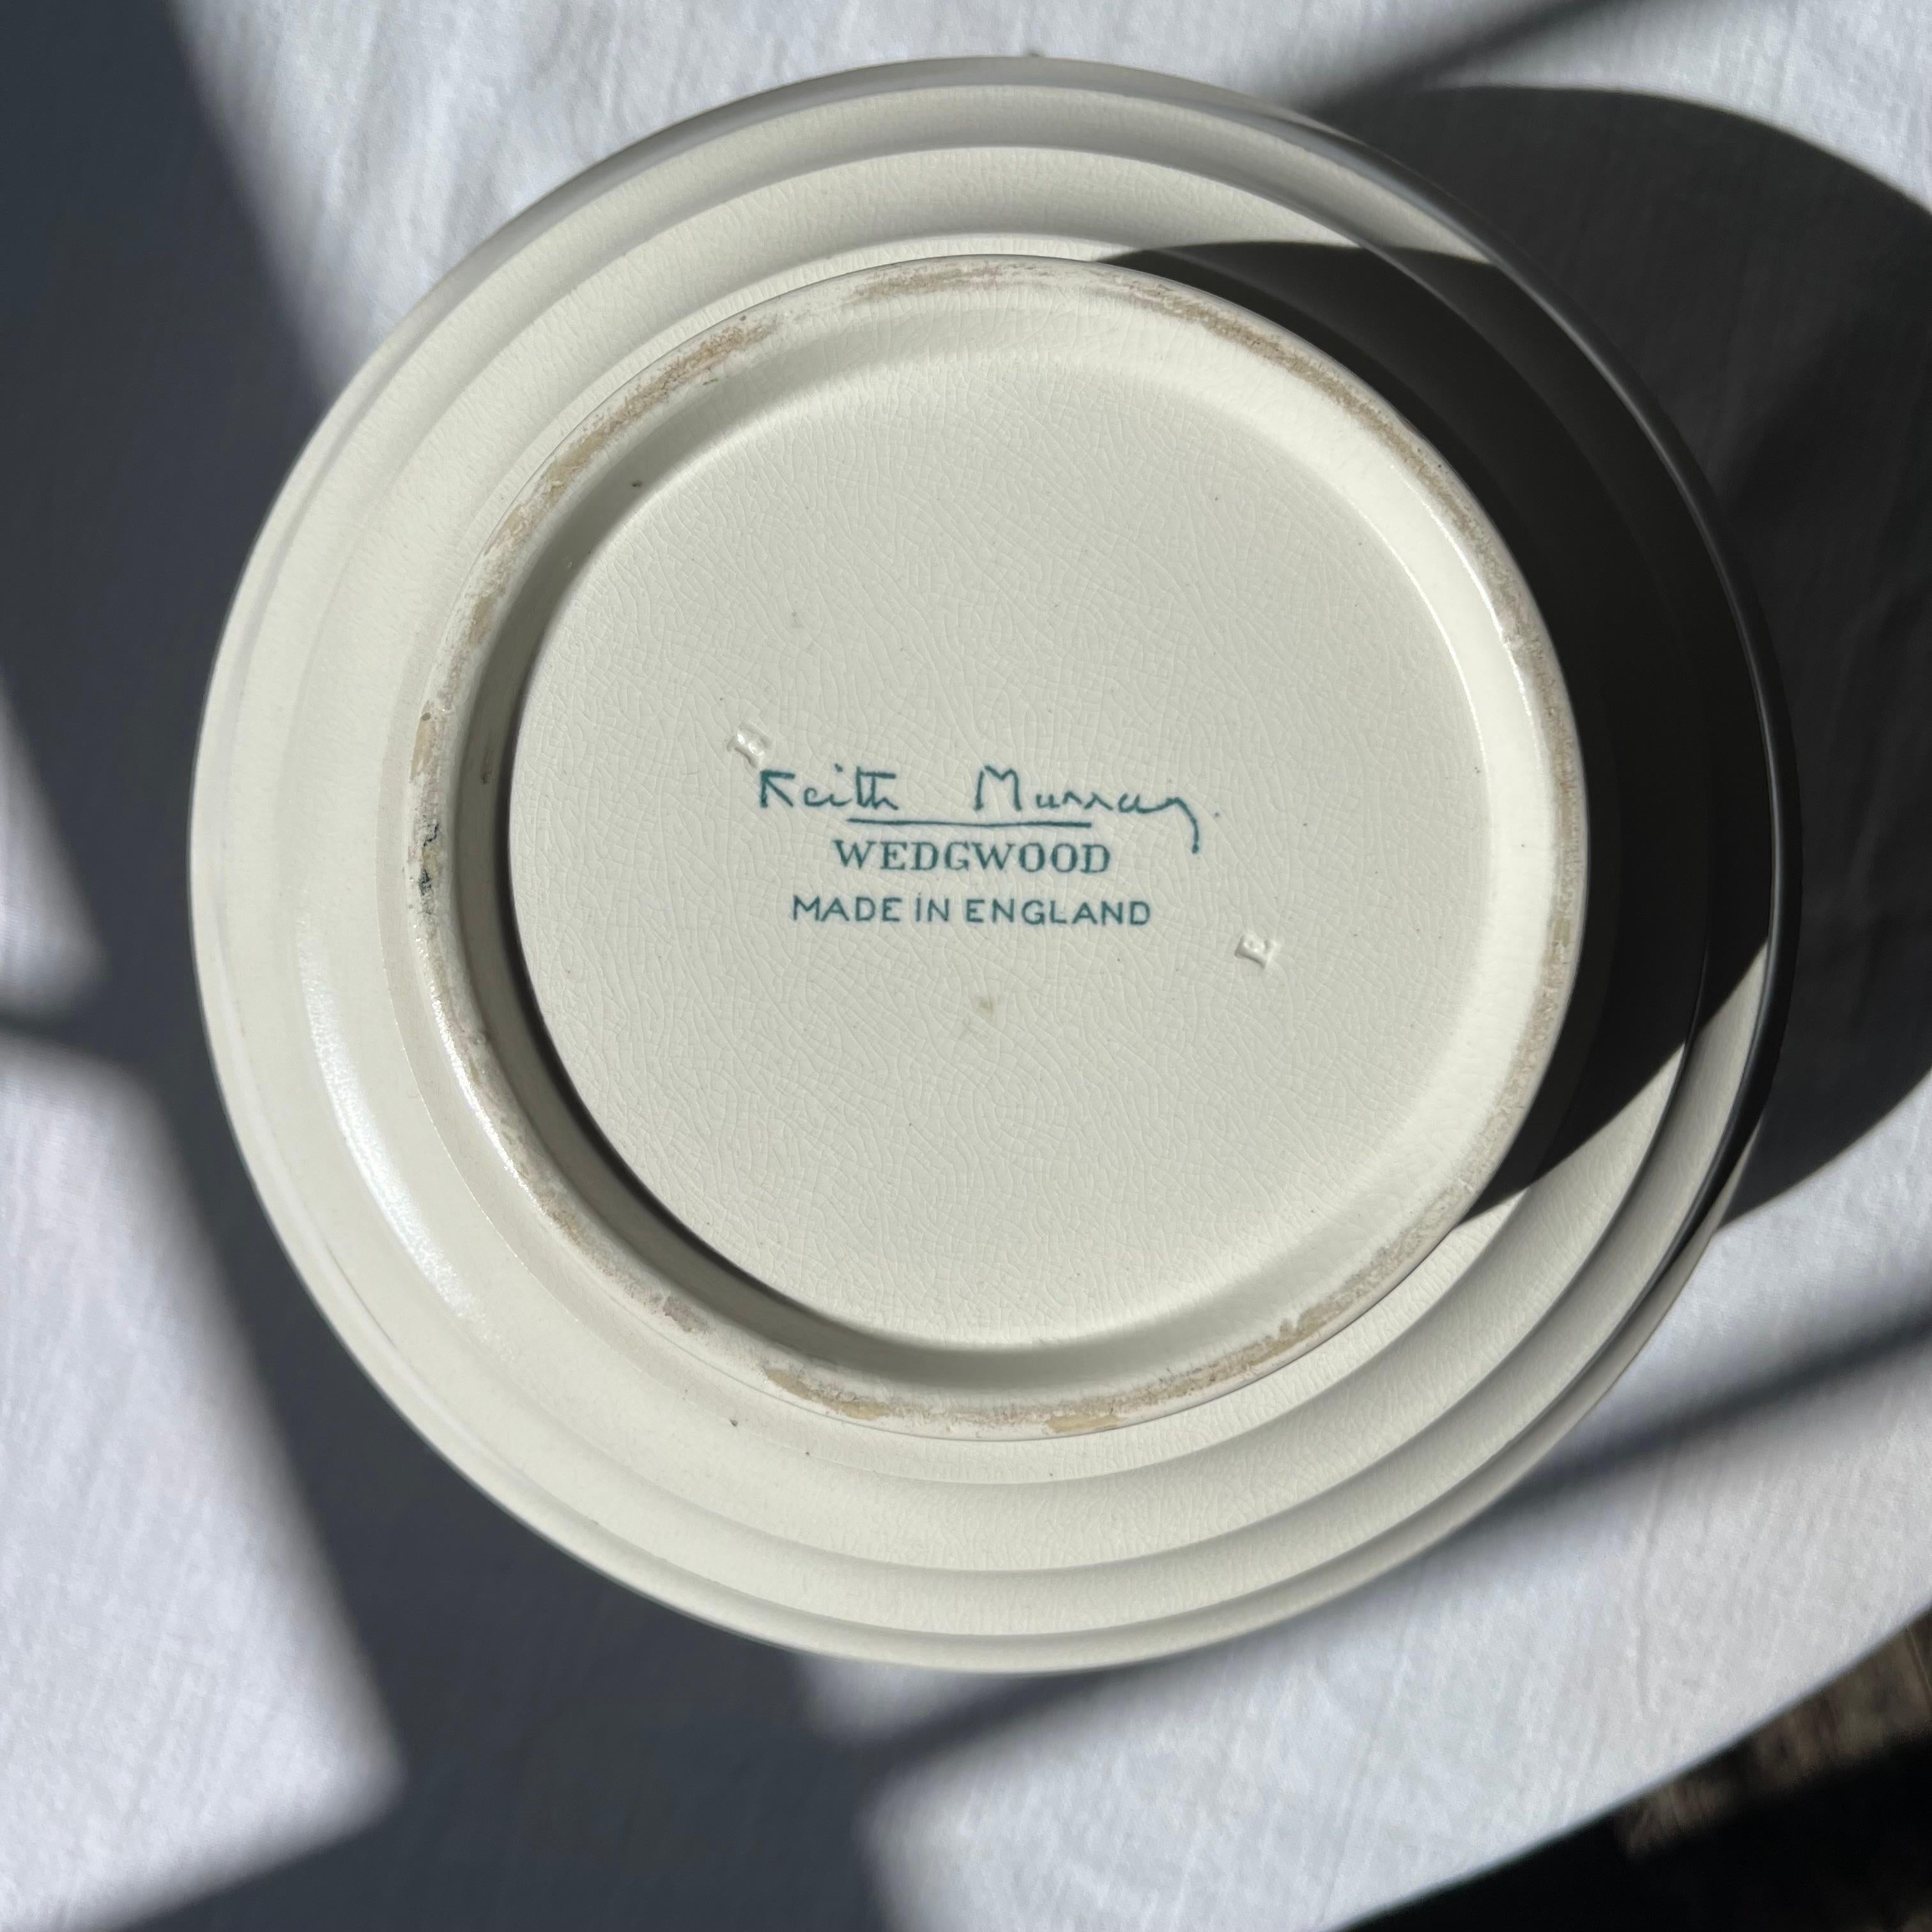 E
Keith Murray
WEDGWOOD
MADE IN ENGLAND
E